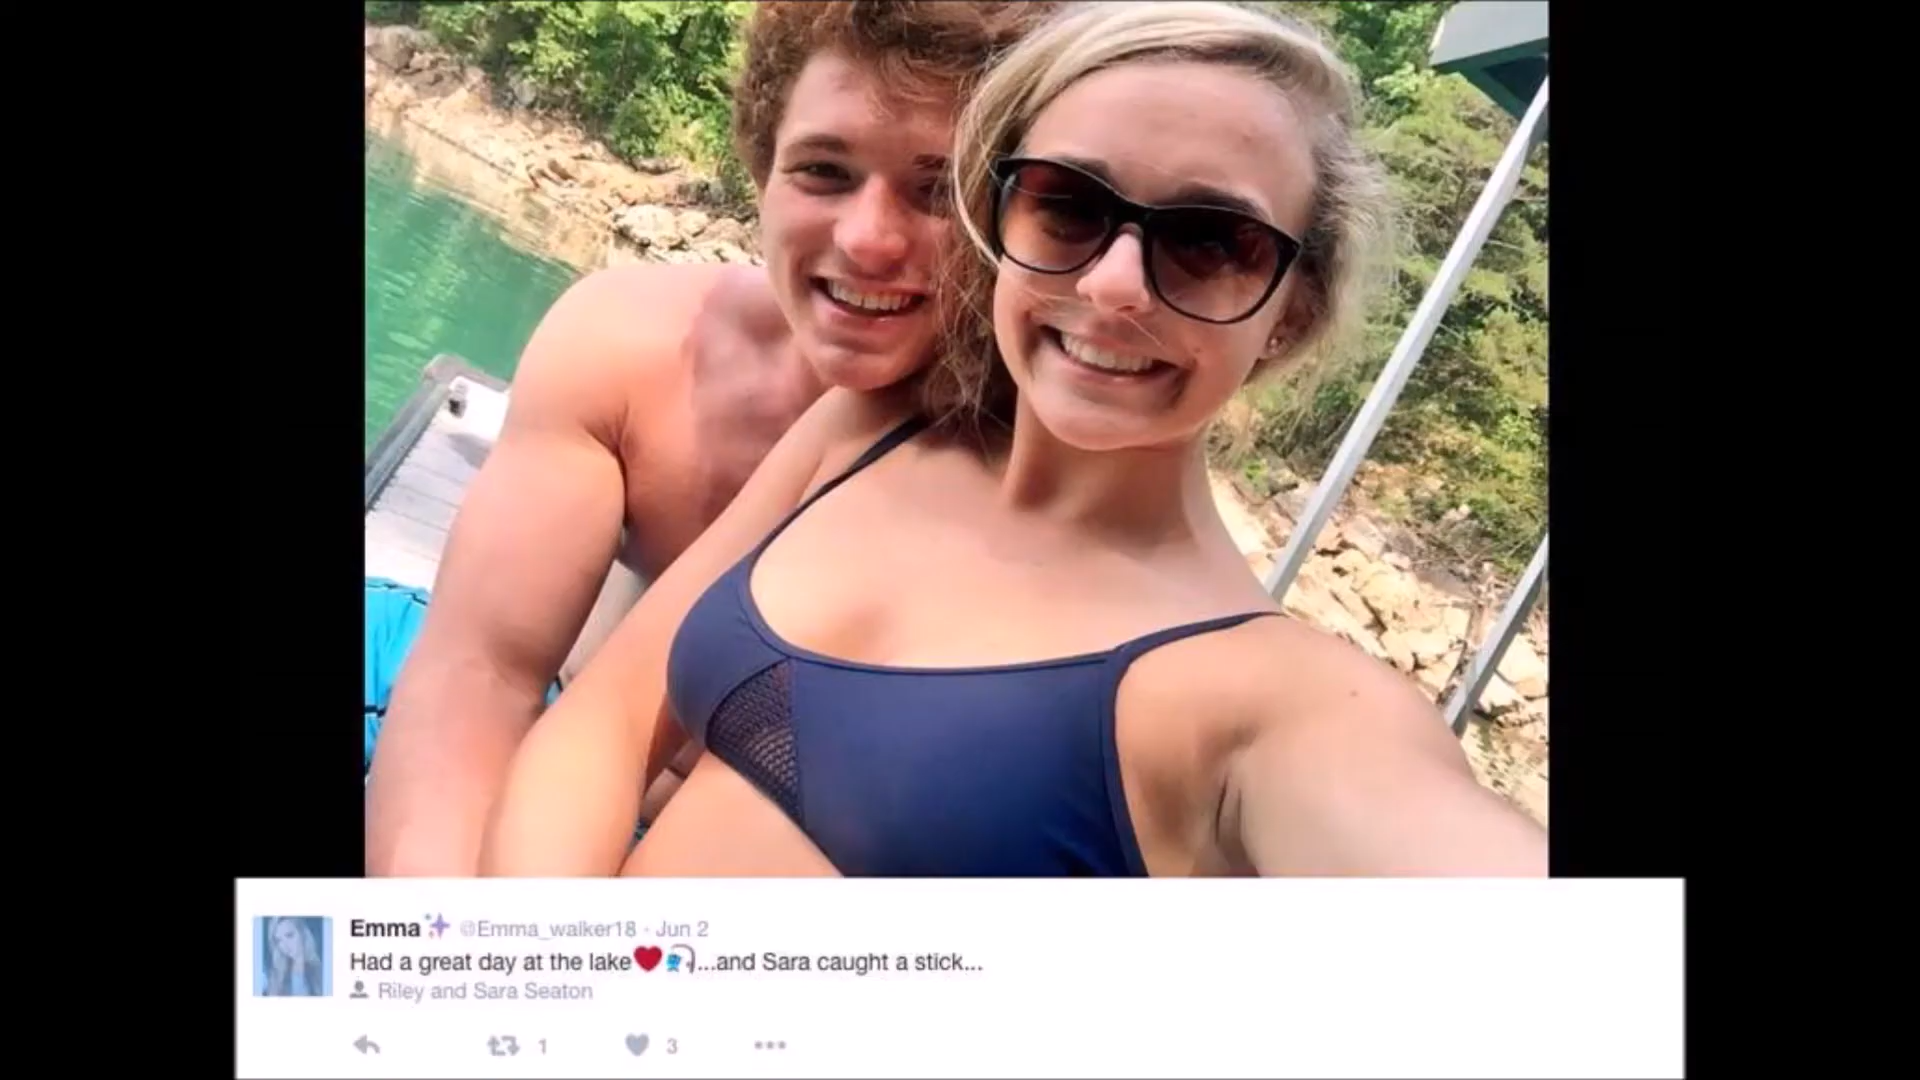 Emma✨ @Emma_walker18 · Jun 2
Had a great day at the lake❤️🎣...and Sara caught a stick...
Riley and Sara Seaton
1 3